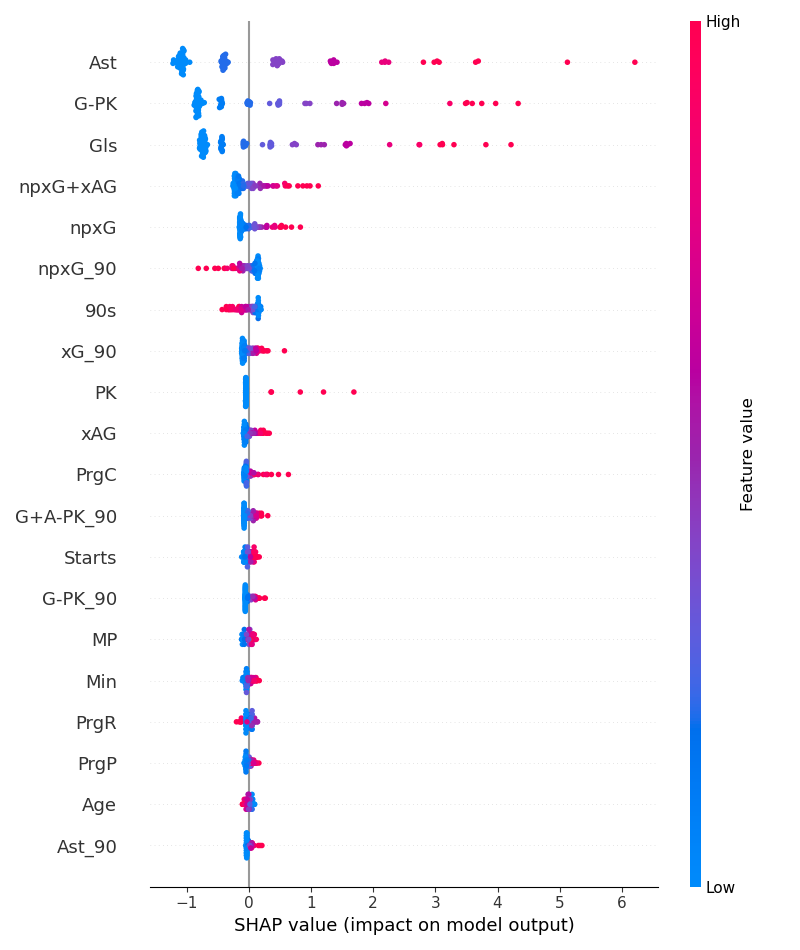 High
Ast
G-PK
Gls
npxG+xAG
npxG
npxG_90
90s
xG_90
PK
xAG
PrgC
G+A-PK_90
Starts
G-PK_90
MP
Min
PrgR
PrgP
Age
Ast_90
Feature value
Low
−1 0 1 2 3 4 5 6
SHAP value (impact on model output)